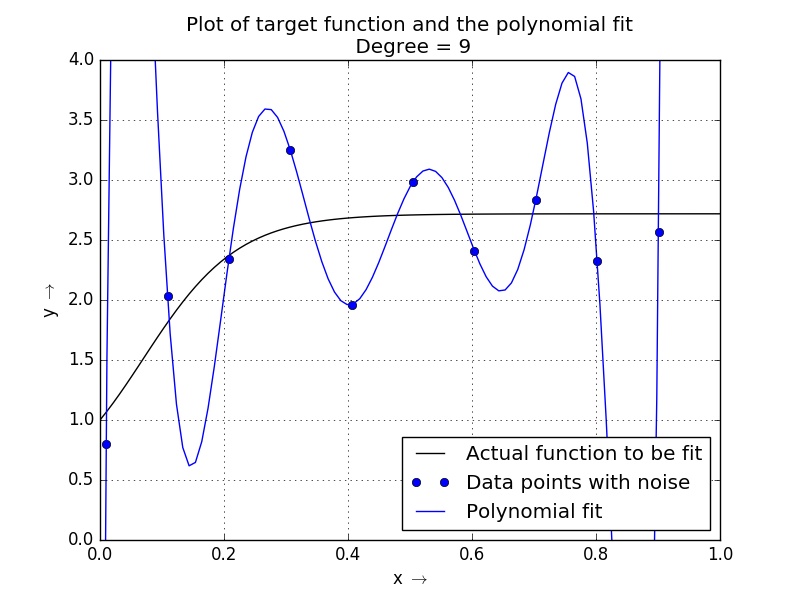 Plot of target function and the polynomial fit
Degree = 9
4.0
3.5
3.0
2.5
2.0
1.5
1.0
0.5
0.0
y →
0.0 0.2 0.4 0.6 0.8 1.0
x →
Actual function to be fit
Data points with noise
Polynomial fit